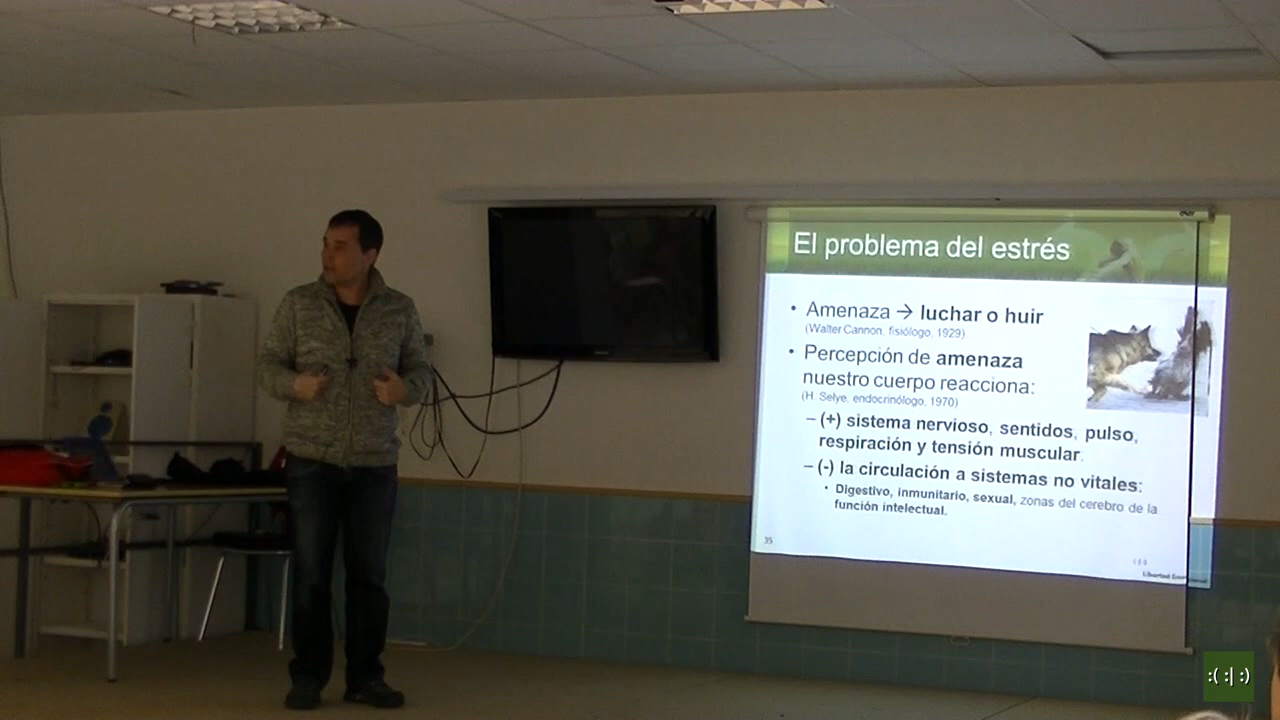 El problema del estrés
• Amenaza → luchar o huir
(Walter Cannon, fisiólogo, 1929)
• Percepción de amenaza
nuestro cuerpo reacciona:
(H. Selye, endocrinólogo, 1970)
– (+) sistema nervioso, sentidos, pulso,
respiración y tensión muscular.
– (-) la circulación a sistemas no vitales:
• Digestivo, inmunitario, sexual, zonas del cerebro de la
función intelectual.
35
Libertad
:( :| :)